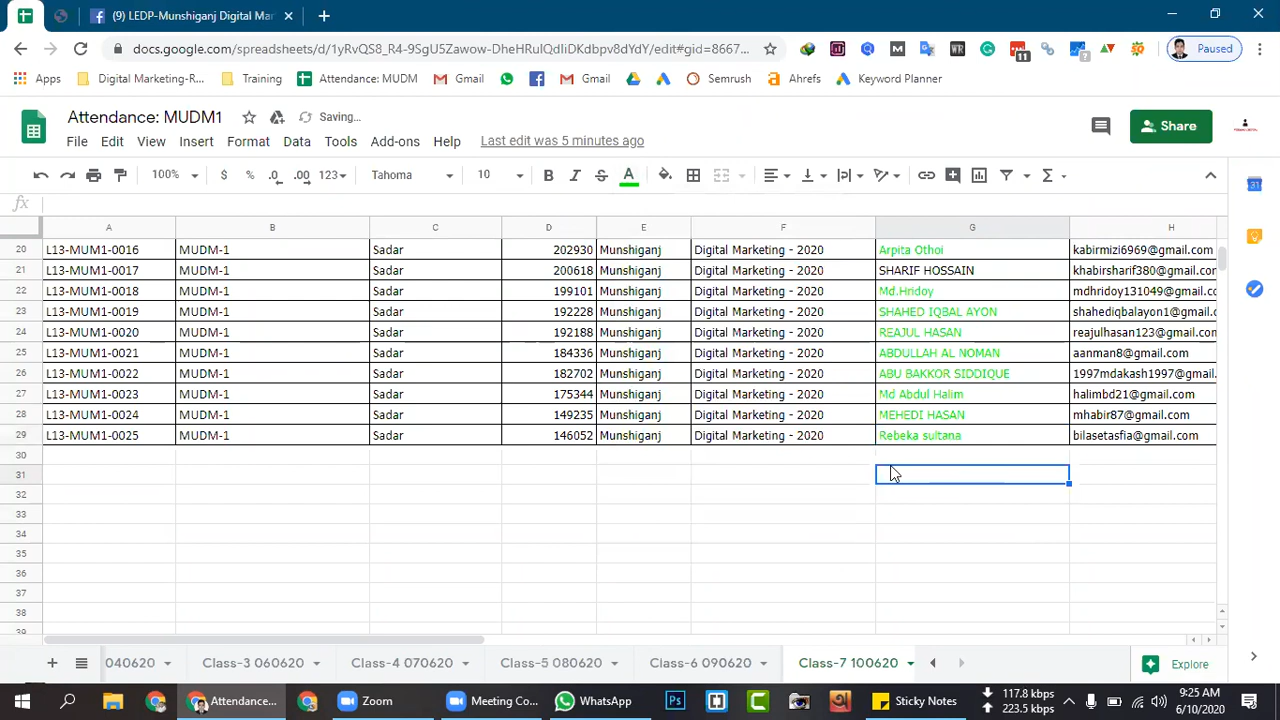 (9) LEDP-Munshiganj Digital Mar
docs.google.com/spreadsheets/d/1yRvQS8_R4-9SgU5Zawow-DheHRulQdIiDKdbpv8dYdY/edit#gid=8667...
Paused
Apps Digital Marketing-R... Training Attendance: MUDM Gmail Gmail Semrush Ahrefs Keyword Planner
Attendance: MUDM1 Saving...
Share
File Edit View Insert Format Data Tools Add-ons Help Last edit was 5 minutes ago
100% $ % .0 .00 123 Tahoma 10
fx
A B C D E F G H
20 L13-MUM1-0016 MUDM-1 Sadar 202930 Munshiganj Digital Marketing - 2020 Arpita Othoi kabirmizi6969@gmail.com
21 L13-MUM1-0017 MUDM-1 Sadar 200618 Munshiganj Digital Marketing - 2020 SHARIF HOSSAIN khabirsharif380@gmail.cor
22 L13-MUM1-0018 MUDM-1 Sadar 199101 Munshiganj Digital Marketing - 2020 Md.Hridoy mdhridoy131049@gmail.cc
23 L13-MUM1-0019 MUDM-1 Sadar 192228 Munshiganj Digital Marketing - 2020 SHAHED IQBAL AYON shahediqbalayon1@gmail.c
24 L13-MUM1-0020 MUDM-1 Sadar 192188 Munshiganj Digital Marketing - 2020 REAJUL HASAN reajulhasan123@gmail.com
25 L13-MUM1-0021 MUDM-1 Sadar 184336 Munshiganj Digital Marketing - 2020 ABDULLAH AL NOMAN aanman8@gmail.com
26 L13-MUM1-0022 MUDM-1 Sadar 182702 Munshiganj Digital Marketing - 2020 ABU BAKKOR SIDDIQUE 1997mdakash1997@gmail.
27 L13-MUM1-0023 MUDM-1 Sadar 175344 Munshiganj Digital Marketing - 2020 Md Abdul Halim halimbd21@gmail.com
28 L13-MUM1-0024 MUDM-1 Sadar 149235 Munshiganj Digital Marketing - 2020 MEHEDI HASAN mhabir87@gmail.com
29 L13-MUM1-0025 MUDM-1 Sadar 146052 Munshiganj Digital Marketing - 2020 Rebeka sultana bilasetasfia@gmail.com
30
31
32
33
34
35
36
37
38
39
040620 Class-3 060620 Class-4 070620 Class-5 080620 Class-6 090620 Class-7 100620 Explore
Attendance... Zoom Meeting Co... WhatsApp Ps Sticky Notes 117.8 kbps 9:25 AM
223.5 kbps 6/10/2020